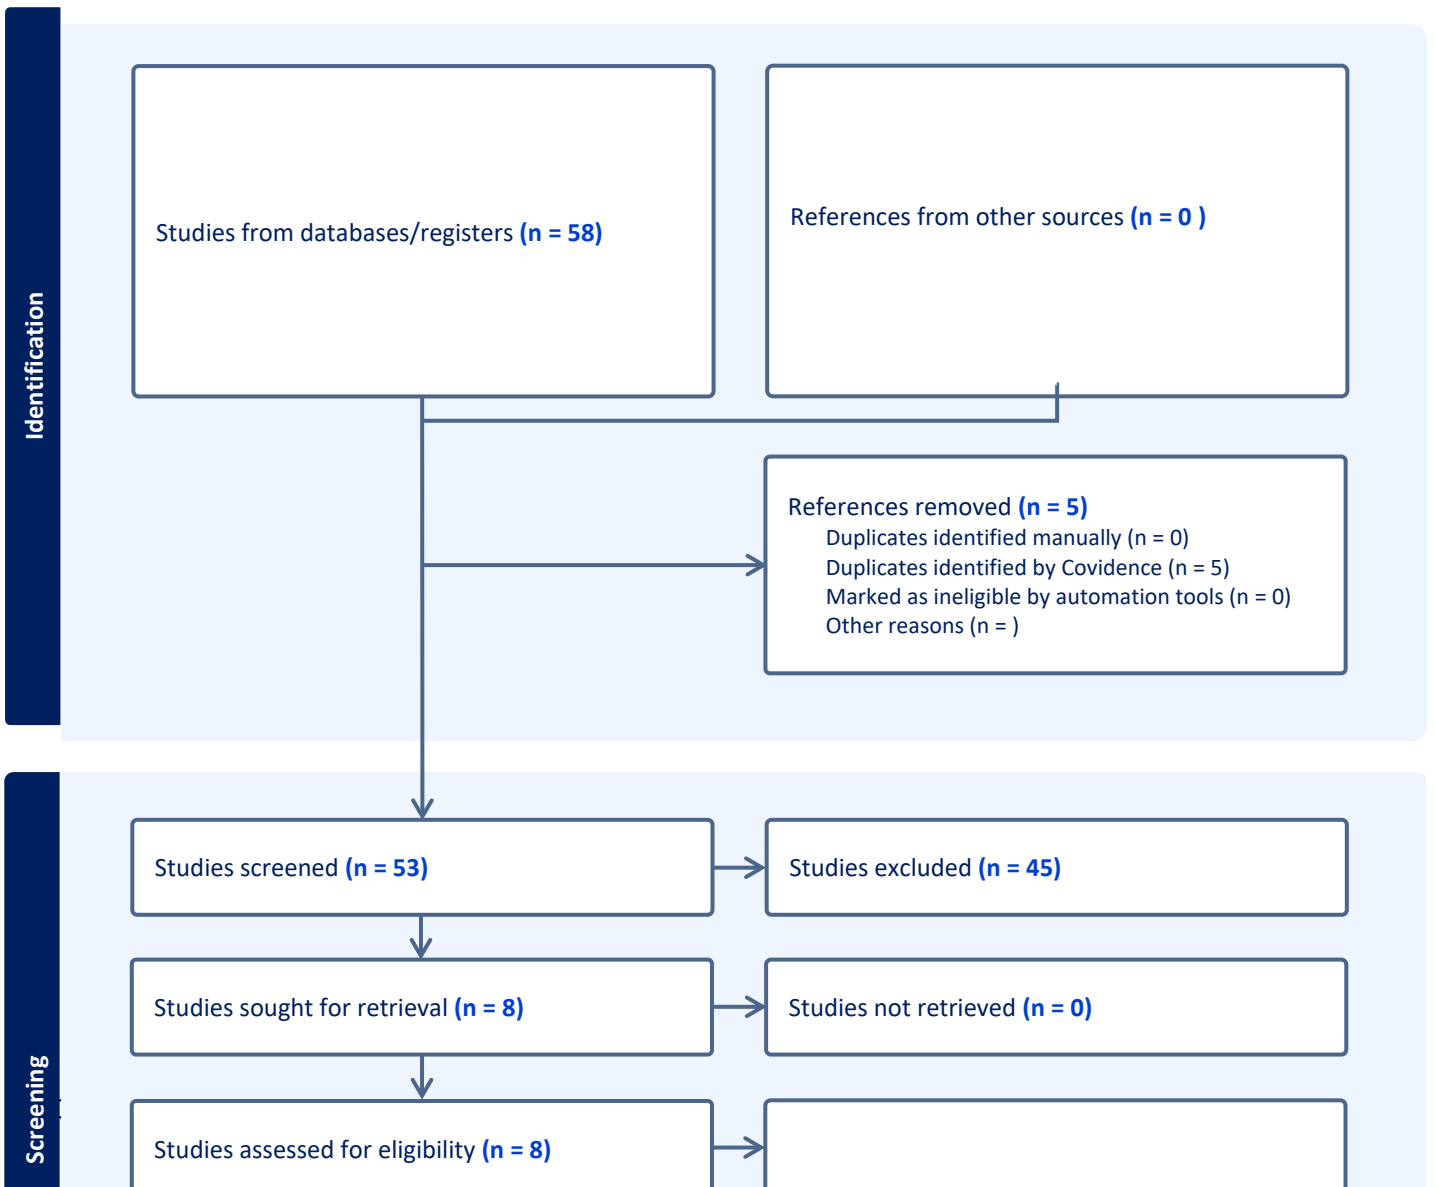 Identification
Studies from databases/registers (n = 58)
References from other sources (n = 0 )
References removed (n = 5)
Duplicates identified manually (n = 0)
Duplicates identified by Covidence (n = 5)
Marked as ineligible by automation tools (n = 0)
Other reasons (n = )
Screening
Studies screened (n = 53)
Studies excluded (n = 45)
Studies sought for retrieval (n = 8)
Studies not retrieved (n = 0)
Studies assessed for eligibility (n = 8)